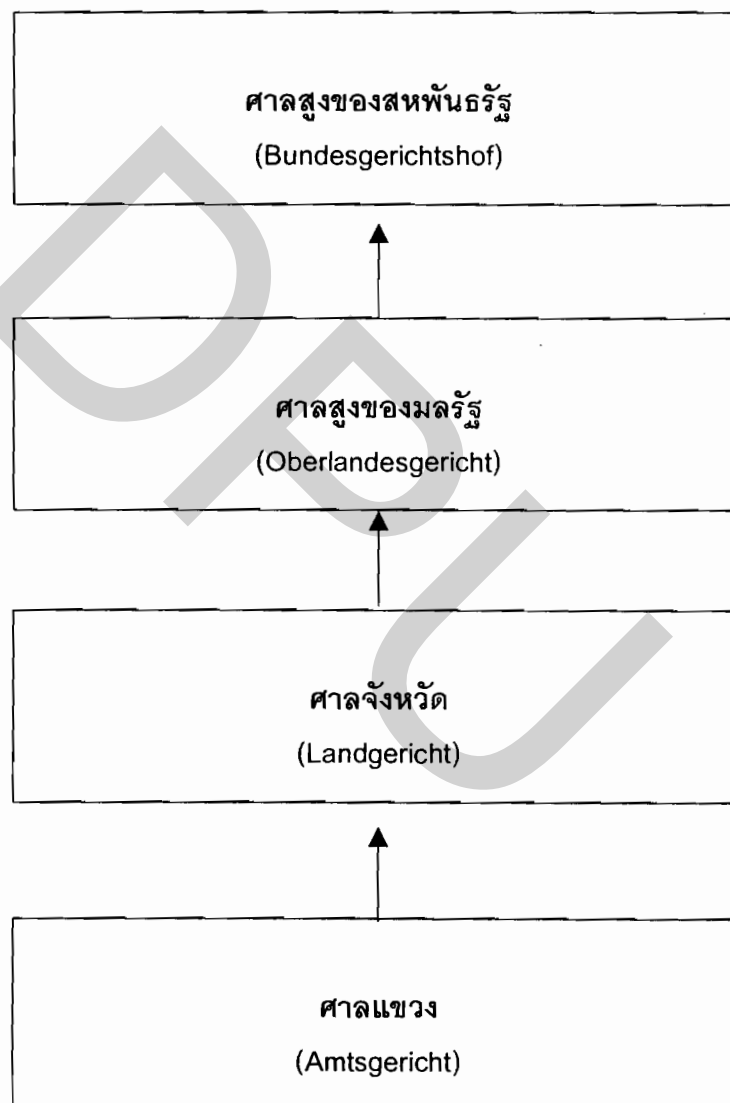 ศาลสูงของสหพันธรัฐ
(Bundesgerichtshof)
ศาลสูงของมลรัฐ
(Oberlandesgericht)
ศาลจังหวัด
(Landgericht)
ศาลแขวง
(Amtsgericht)
DPU